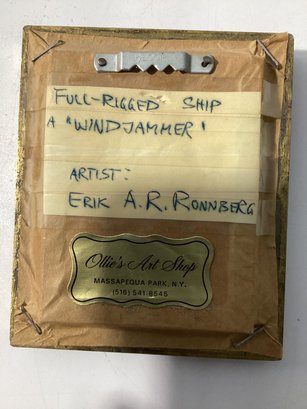 FULL-RIGGED SHIP
A "WINDJAMMER'
ARTIST:
ERIK A.R. RONNBERG
Ollie's Art Shop
MASSAPEQUA PARK, N.Y.
(516) 541-8545